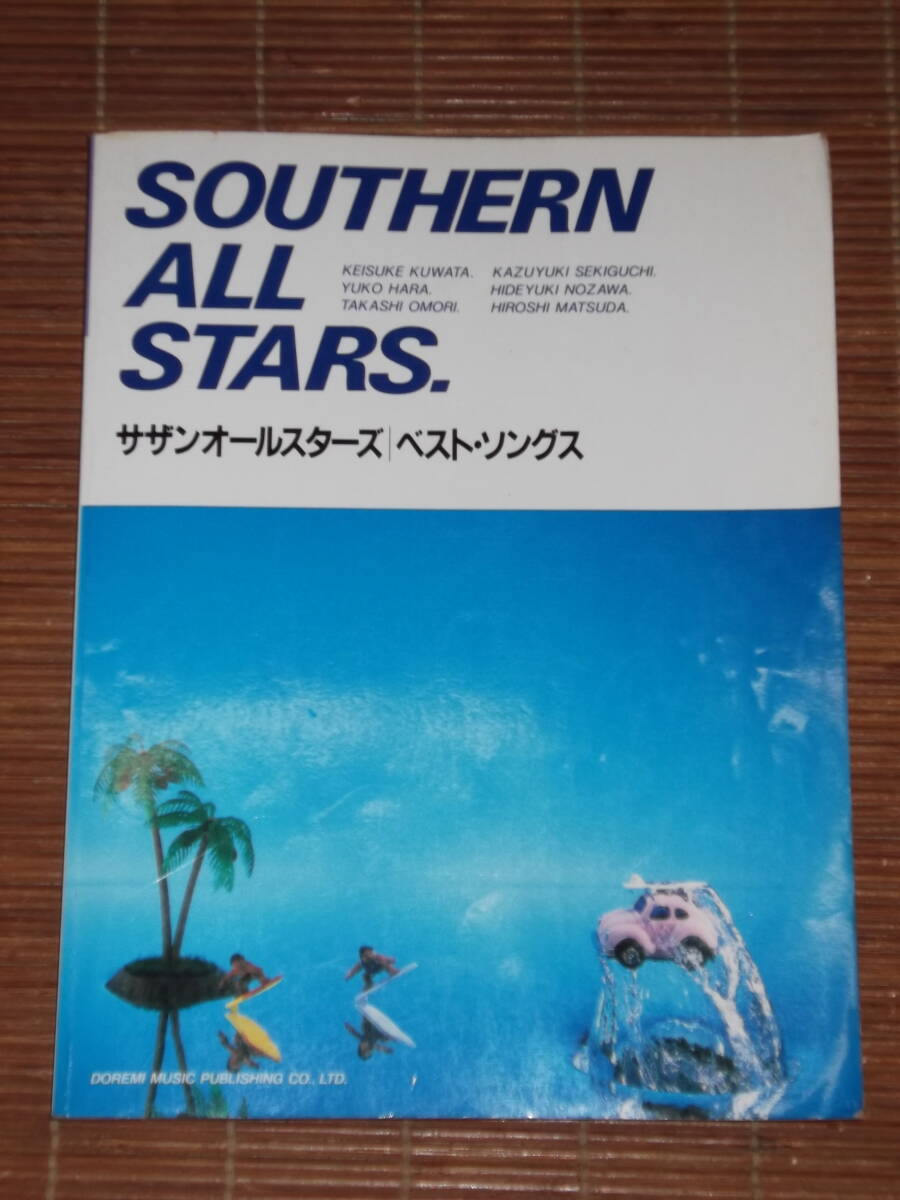 SOUTHERN
ALL
STARS.
KEISUKE KUWATA. KAZUYUKI SEKIGUCHI.
YUKO HARA. HIDEYUKI NOZAWA.
TAKASHI OMORI. HIROSHI MATSUDA.
サザンオールスターズ|ベスト・ソングス
DOREMI MUSIC PUBLISHING CO., LTD.